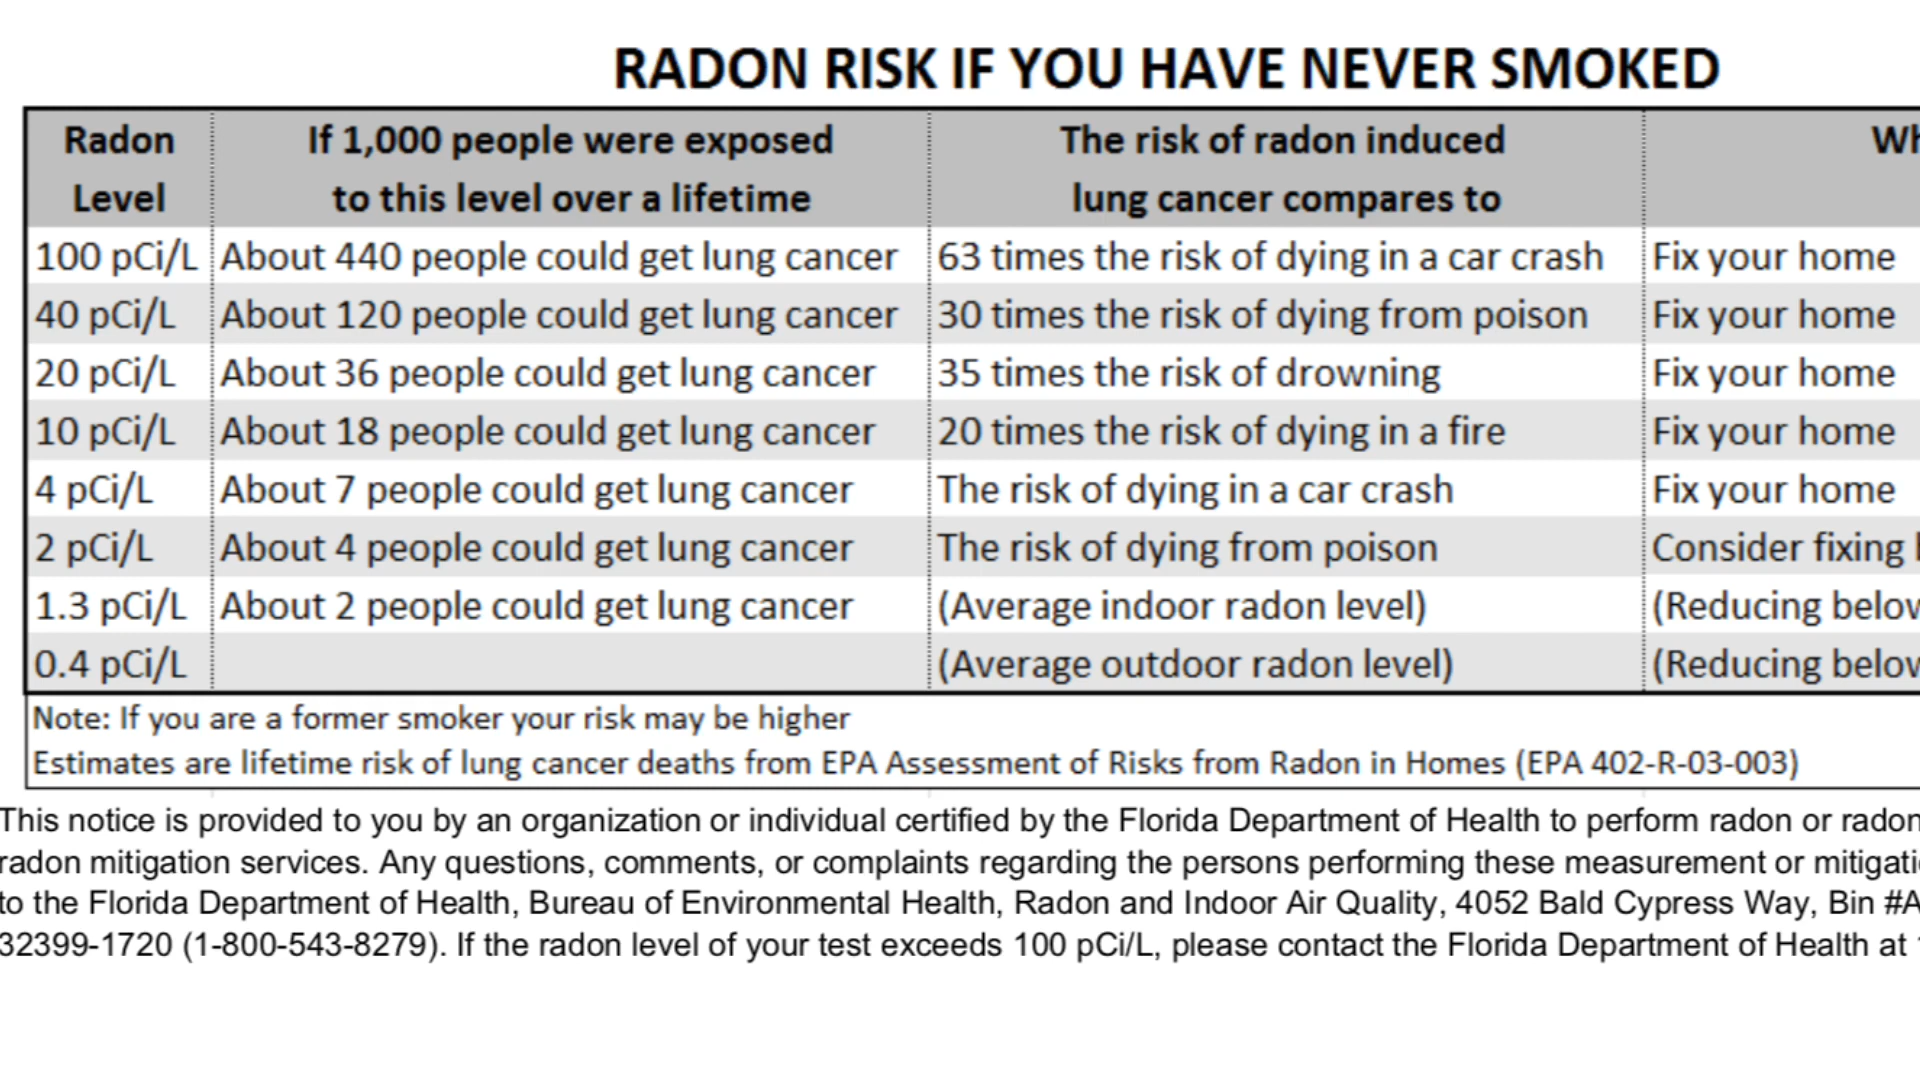 RADON RISK IF YOU HAVE NEVER SMOKED
Radon Level If 1,000 people were exposed to this level over a lifetime The risk of radon induced lung cancer compares to
100 pCi/L About 440 people could get lung cancer 63 times the risk of dying in a car crash Fix your home
40 pCi/L About 120 people could get lung cancer 30 times the risk of dying from poison Fix your home
20 pCi/L About 36 people could get lung cancer 35 times the risk of drowning Fix your home
10 pCi/L About 18 people could get lung cancer 20 times the risk of dying in a fire Fix your home
4 pCi/L About 7 people could get lung cancer The risk of dying in a car crash Fix your home
2 pCi/L About 4 people could get lung cancer The risk of dying from poison Consider fixing
1.3 pCi/L About 2 people could get lung cancer (Average indoor radon level) (Reducing
0.4 pCi/L (Average outdoor radon level) (Reducing
Note: If you are a former smoker your risk may be higher
Estimates are lifetime risk of lung cancer deaths from EPA Assessment of Risks from Radon in Homes (EPA 402-R-03-003)
This notice is provided to you by an organization or individual certified by the Florida Department of Health to perform radon or radon
radon mitigation services. Any questions, comments, or complaints regarding the persons performing these measurement or
to the Florida Department of Health, Bureau of Environmental Health, Radon and Indoor Air Quality, 4052 Bald Cypress Way, Bin
32399-1720 (1-800-543-8279). If the radon level of your test exceeds 100 pCi/L, please contact the Florida Department of Health at